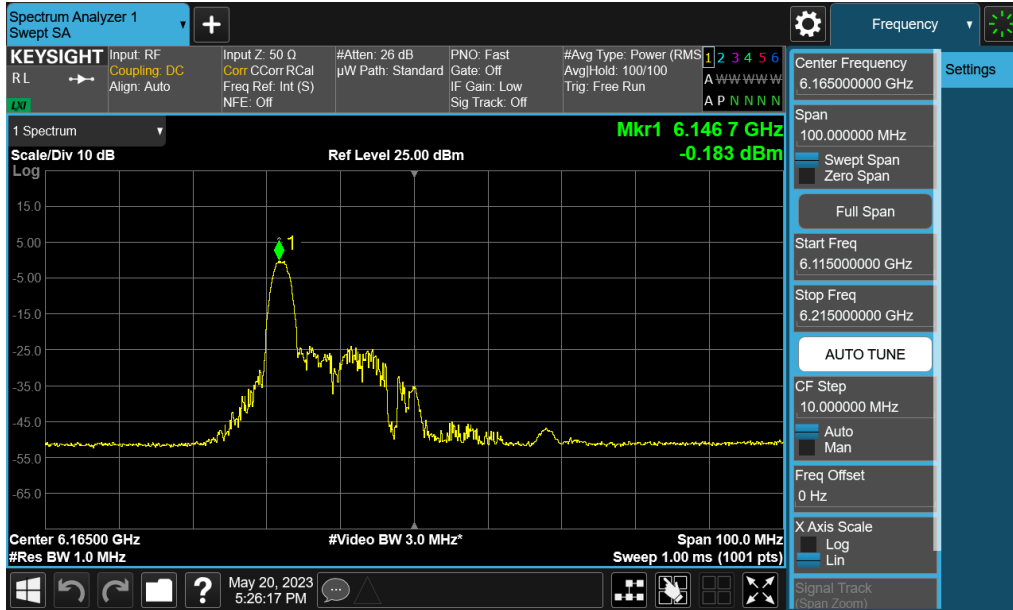 Spectrum Analyzer 1
Swept SA
+
Frequency
KEYSIGHT
RL
LXI
Input: RF
Coupling: DC
Align: Auto
Input Z: 50 Ω
Corr CCorr RCal
Freq Ref: Int (S)
NFE: Off
#Atten: 26 dB
µW Path: Standard
PNO: Fast
Gate: Off
IF Gain: Low
Sig Track: Off
#Avg Type: Power (RMS
Avg|Hold: 100/100
Trig: Free Run
1 2 3 4 5 6
A W W W W W
A P N N N N
Settings
1 Spectrum
Mkr1 6.146 7 GHz
Scale/Div 10 dB
Ref Level 25.00 dBm
-0.183 dBm
Log
15.0
5.00
-5.00
-15.0
-25.0
-35.0
-45.0
-55.0
-65.0
1
Center 6.16500 GHz
#Video BW 3.0 MHz*
Span 100.0 MHz
#Res BW 1.0 MHz
Sweep 1.00 ms (1001 pts)
Center Frequency
6.165000000 GHz
Span
100.000000 MHz
Swept Span
Zero Span
Full Span
Start Freq
6.115000000 GHz
Stop Freq
6.215000000 GHz
AUTO TUNE
CF Step
10.000000 MHz
Auto
Man
Freq Offset
0 Hz
X Axis Scale
Log
Lin
Signal Track
(Span Zoom)
?
May 20, 2023
5:26:17 PM